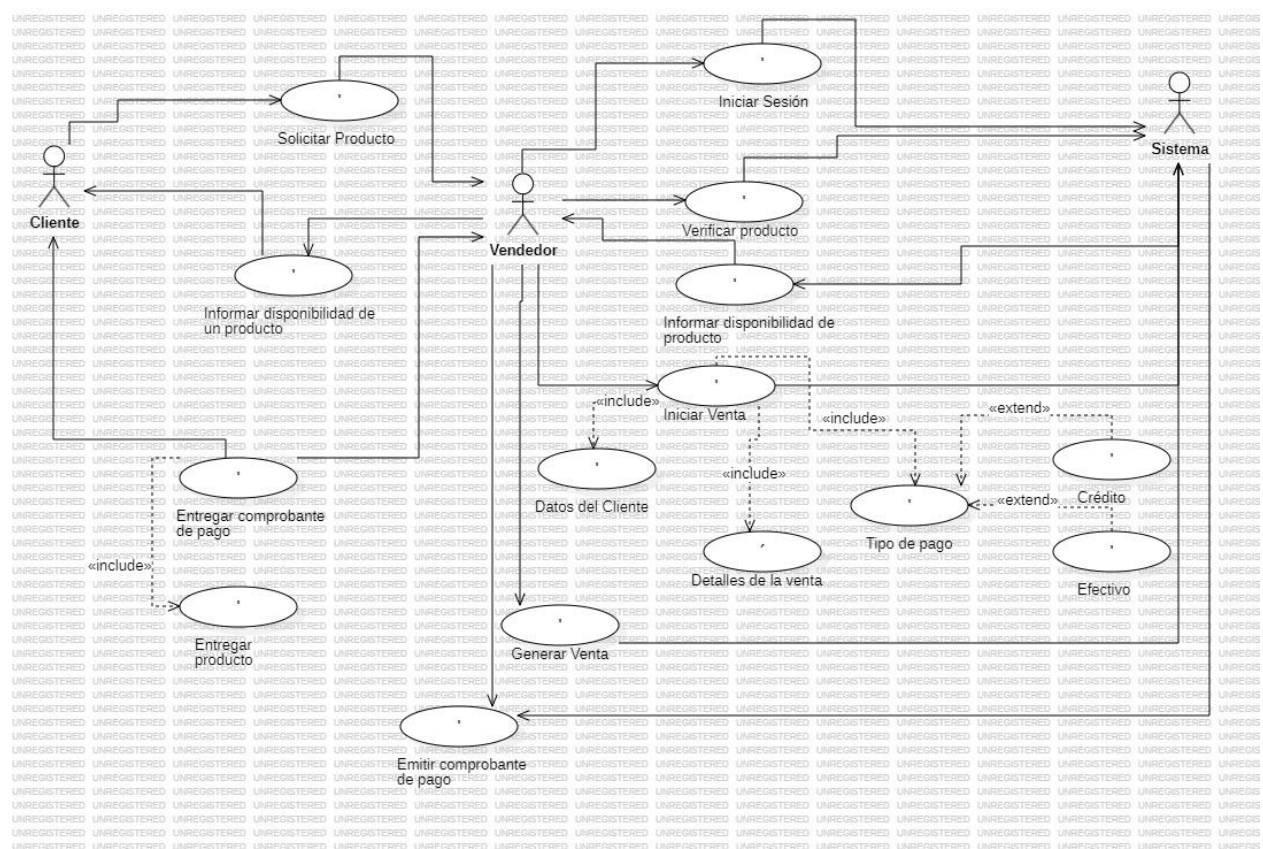 Iniciar Sesión
Solicitar Producto
Sistema
Cliente
Verificar producto
Vendedor
Informar disponibilidad de
un producto
Informar disponibilidad de
producto
«include»
Iniciar Venta
«include»
«extend»
«include»
Crédito
«extend»
Datos del Cliente
Entregar comprobante
de pago
Tipo de pago
«include»
Detalles de la venta
Efectivo
Entregar
producto
Generar Venta
Emitir comprobante
de pago
UNREGISTERED